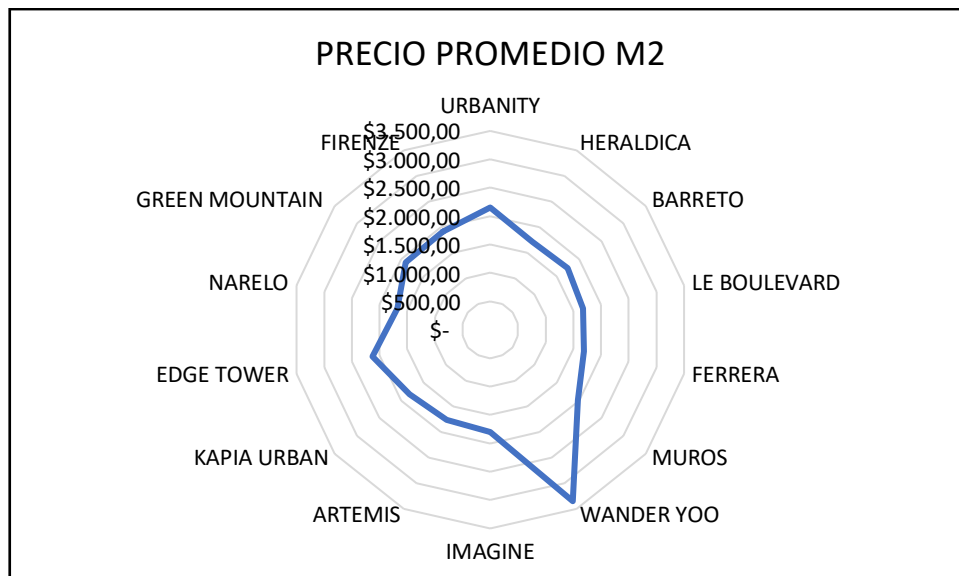 PRECIO PROMEDIO M2
URBANITY
HERALDICA
BARRETO
LE BOULEVARD
FERRERA
MUROS
WANDER YOO
IMAGINE
ARTEMIS
KAPIA URBAN
EDGE TOWER
NARELO
GREEN MOUNTAIN
FIRENZE
$3.500,00
$3.000,00
$2.500,00
$2.000,00
$1.500,00
$1.000,00
$500,00
$-